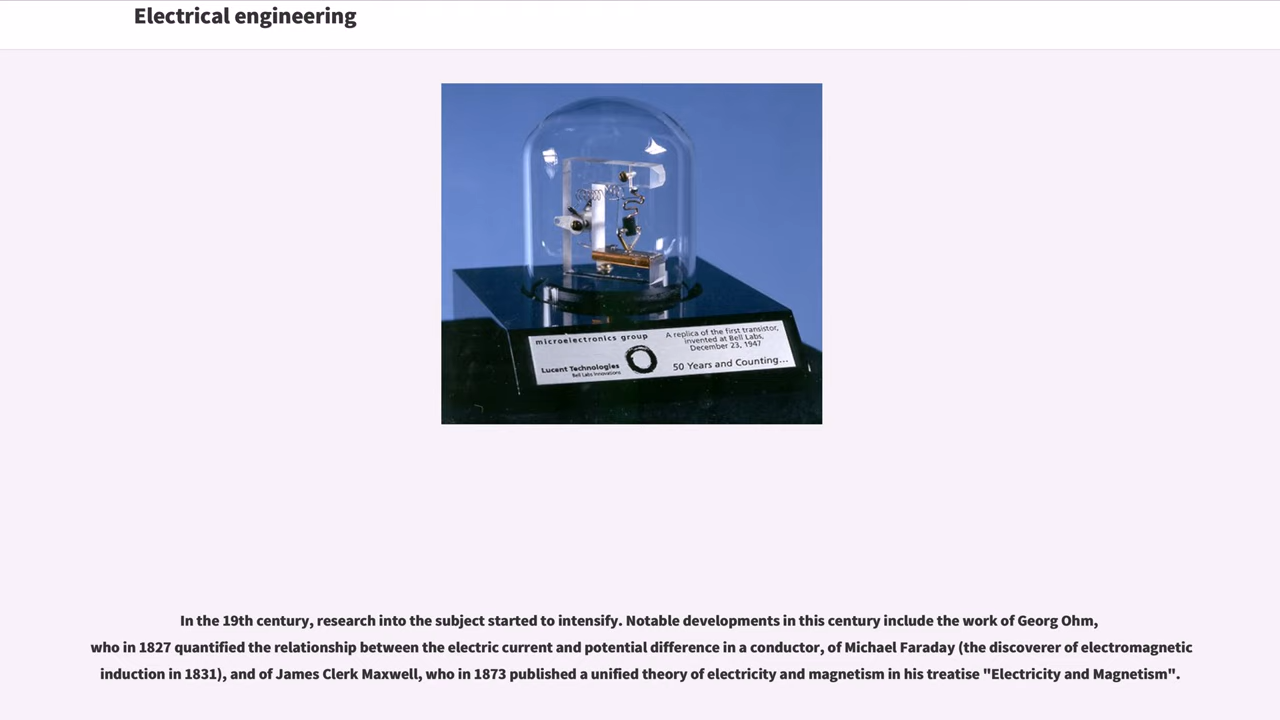 Electrical engineering
microelectronics group
Lucent Technologies
Bell Labs Innovations
A replica of the first transistor,
invented at Bell Labs,
December 23, 1947
50 Years and Counting...
In the 19th century, research into the subject started to intensify. Notable developments in this century include the work of Georg Ohm,
who in 1827 quantified the relationship between the electric current and potential difference in a conductor, of Michael Faraday (the discoverer of electromagnetic
induction in 1831), and of James Clerk Maxwell, who in 1873 published a unified theory of electricity and magnetism in his treatise "Electricity and Magnetism".